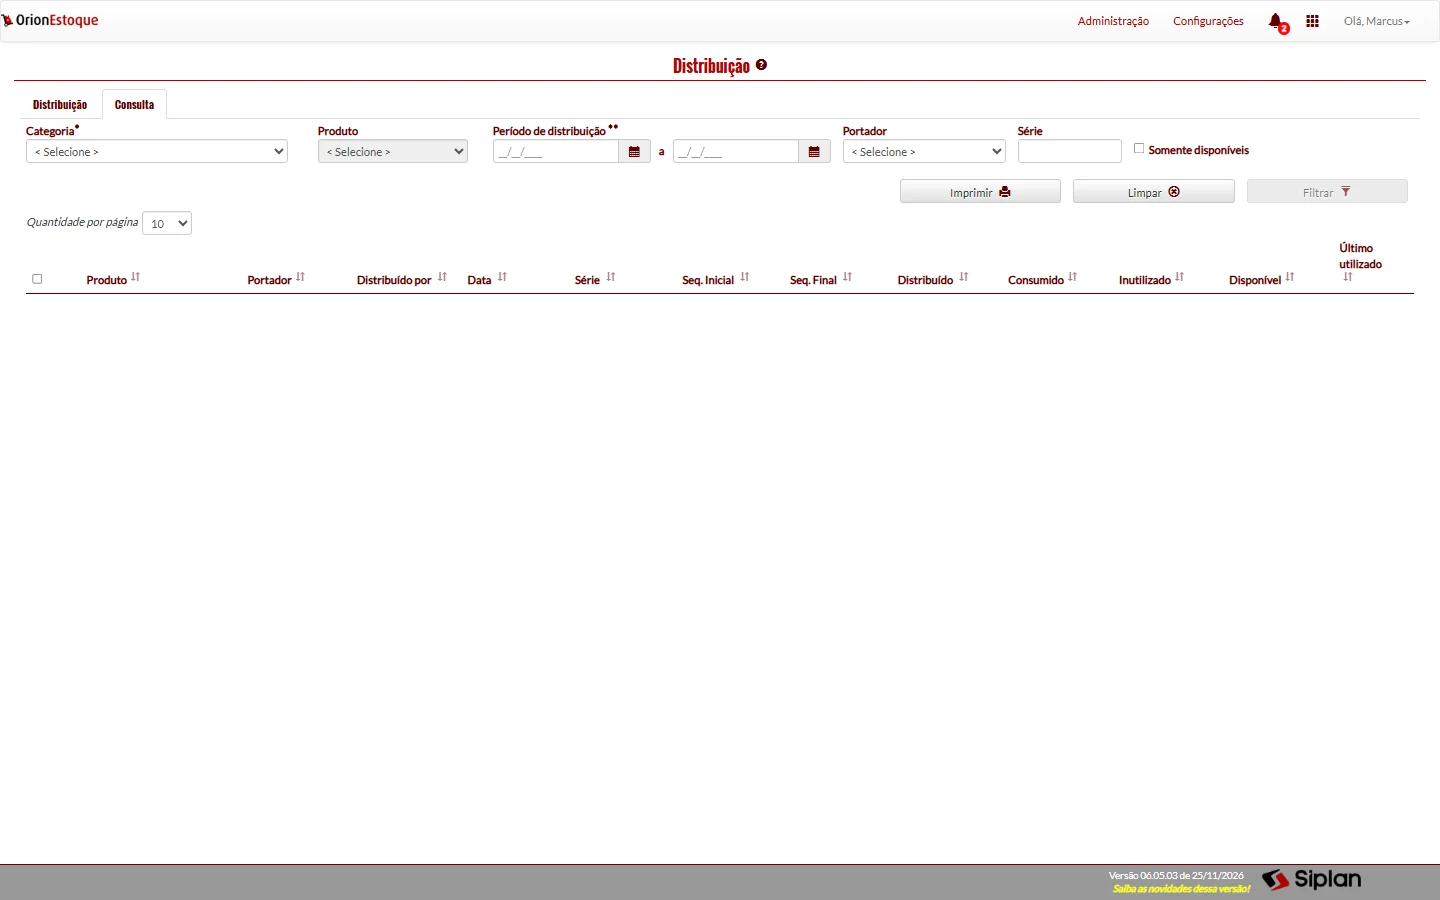 OrionEstoque
Administração Configurações 2 Olá, Marcus
Distribuição
Distribuição Consulta
Categoria* Produto Período de distribuição ** Portador Série
< Selecione > < Selecione > __/__/____ a __/__/____ < Selecione > Somente disponíveis
Imprimir Limpar Filtrar
Quantidade por página 10
Produto Portador Distribuído por Data Série Seq. Inicial Seq. Final Distribuído Consumido Inutilizado Disponível Último utilizado
Versão 06.05.03 de 25/11/2026
Saiba as novidades dessa versão!
Siplan